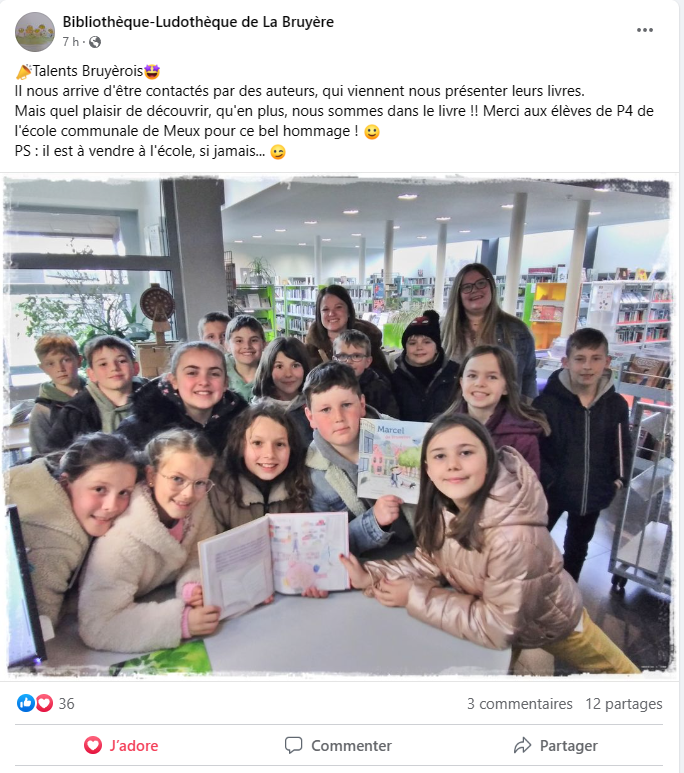 Bibliothèque-Ludothèque de La Bruyère
7 h ·
Talents Bruyèrois
Il nous arrive d'être contactés par des auteurs, qui viennent nous présenter leurs livres.
Mais quel plaisir de découvrir, qu'en plus, nous sommes dans le livre !! Merci aux élèves de P4 de
l'école communale de Meux pour ce bel hommage !
PS : il est à vendre à l'école, si jamais...
Marcel
36
3 commentaires 12 partages
J'adore
Commenter
Partager